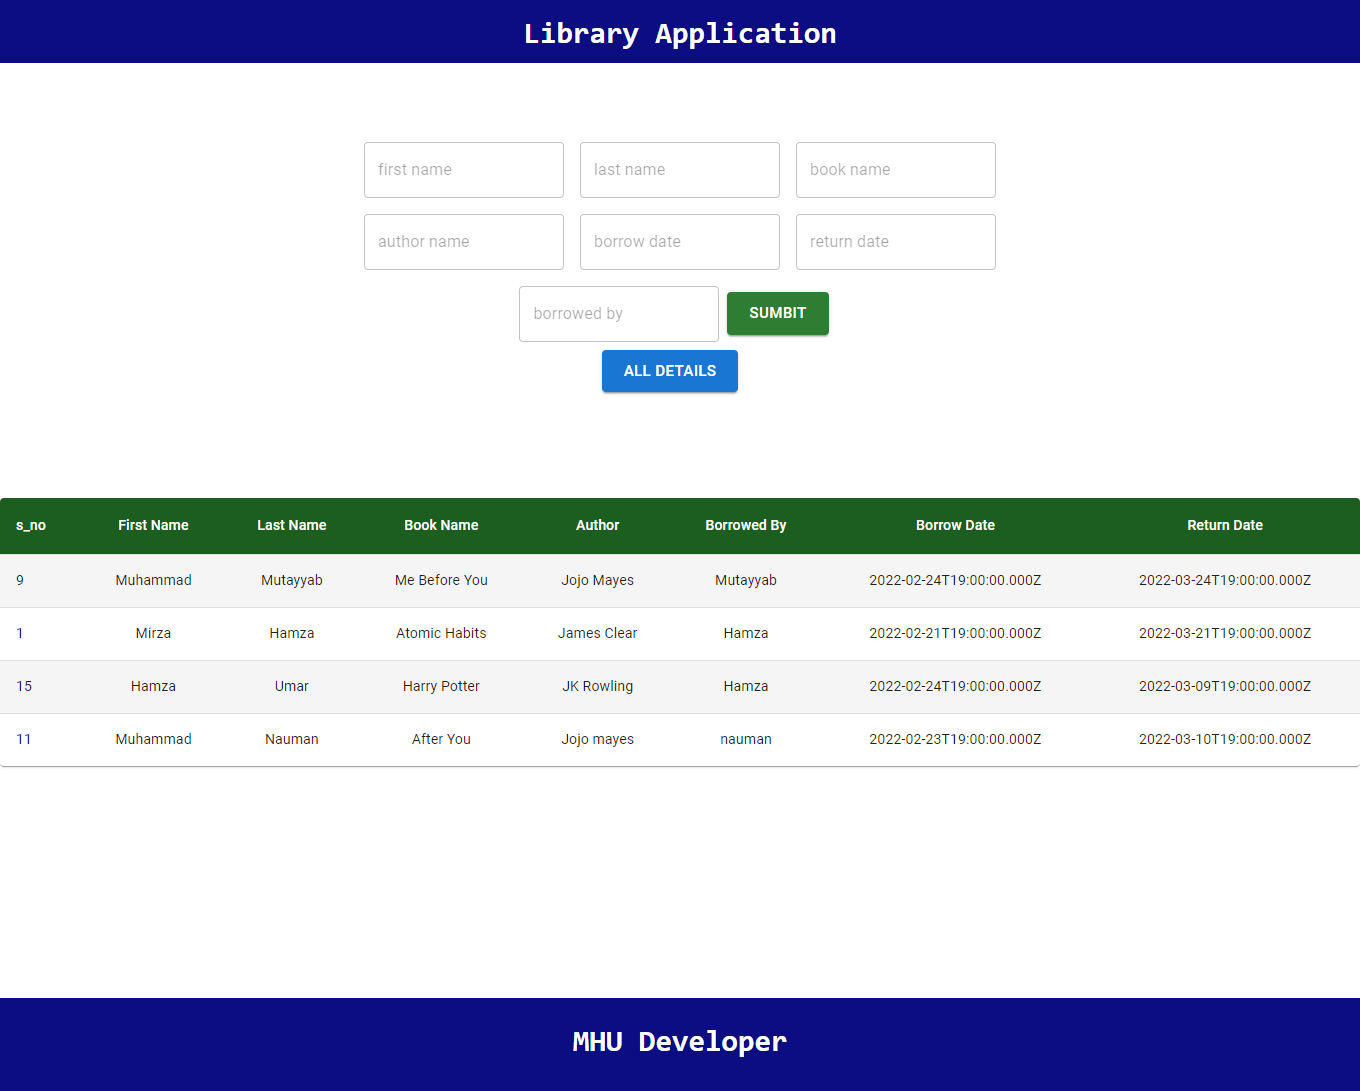 Library Application
first name last name book name
author name borrow date return date
borrowed by SUMBIT
ALL DETAILS
s_no First Name Last Name Book Name Author Borrowed By Borrow Date Return Date
9 Muhammad Mutayyab Me Before You Jojo Mayes Mutayyab 2022-02-24T19:00:00.000Z 2022-03-24T19:00:00.000Z
1 Mirza Hamza Atomic Habits James Clear Hamza 2022-02-21T19:00:00.000Z 2022-03-21T19:00:00.000Z
15 Hamza Umar Harry Potter JK Rowling Hamza 2022-02-24T19:00:00.000Z 2022-03-09T19:00:00.000Z
11 Muhammad Nauman After You Jojo mayes nauman 2022-02-23T19:00:00.000Z 2022-03-10T19:00:00.000Z
MHU Developer